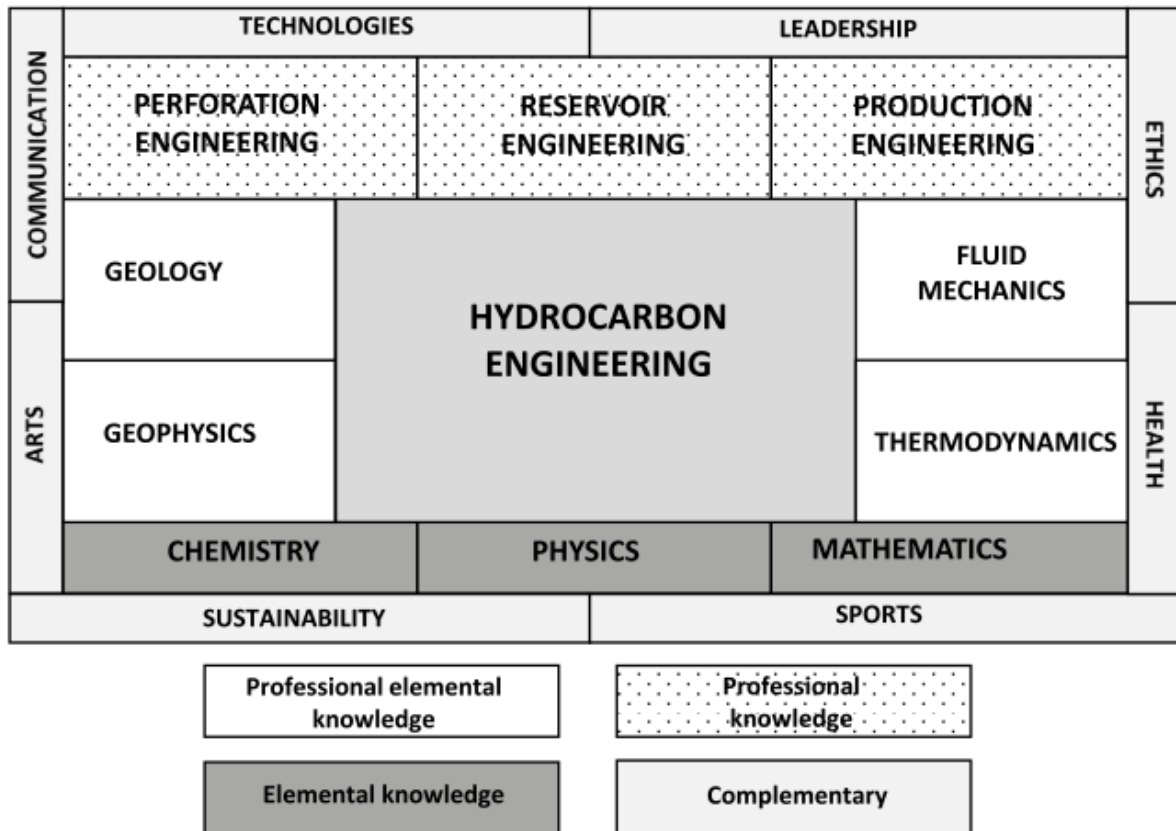 TECHNOLOGIES
LEADERSHIP
COMMUNICATION
PERFORATION
ENGINEERING
RESERVOIR
ENGINEERING
PRODUCTION
ENGINEERING
ETHICS
GEOLOGY
HYDROCARBON
ENGINEERING
FLUID
MECHANICS
ARTS
GEOPHYSICS
THERMODYNAMICS
HEALTH
CHEMISTRY
PHYSICS
MATHEMATICS
SUSTAINABILITY
SPORTS
Professional elemental
knowledge
Professional
knowledge
Elemental knowledge
Complementary